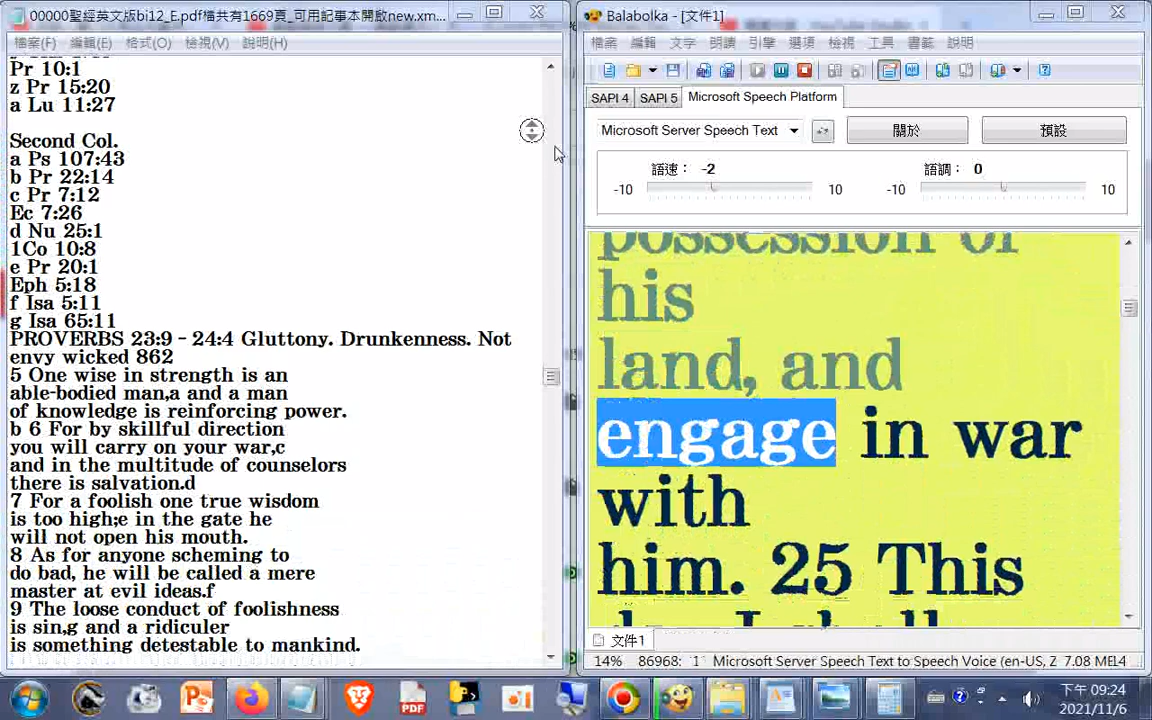 00000聖經英文版bi12_E.pdf檔共有1669頁_可用記事本開啟new.xm...
檔案(F) 編輯(E) 格式(O) 檢視(V) 說明(H)
Pr 10:1
z Pr 15:20
a Lu 11:27
Second Col.
a Ps 107:43
b Pr 22:14
c Pr 7:12
Ec 7:26
d Nu 25:1
1Co 10:8
e Pr 20:1
Eph 5:18
f Isa 5:11
g Isa 65:11
PROVERBS 23:9 – 24:4 Gluttony. Drunkenness. Not
envy wicked 862
5 One wise in strength is an
able-bodied man,a and a man
of knowledge is reinforcing power.
b 6 For by skillful direction
you will carry on your war,c
and in the multitude of counselors
there is salvation.d
7 For a foolish one true wisdom
is too high;e in the gate he
will not open his mouth.
8 As for anyone scheming to
do bad, he will be called a mere
master at evil ideas.f
9 The loose conduct of foolishness
is sin,g and a ridiculer
is something detestable to mankind.
Balabolka - [文件1]
檔案 編輯 文字 朗讀 引擎 選項 檢視 工具 書籤 說明
SAPI 4 SAPI 5 Microsoft Speech Platform
Microsoft Server Speech Text 關於 預設
語速： -2 語調： 0
-10 10 -10 10
possession of
his
land, and
engage in war
with
him. 25 This
文件1
14% 86968: 1 Microsoft Server Speech Text to Speech Voice (en-US, Z 7.08 ME
下午 09:24
2021/11/6